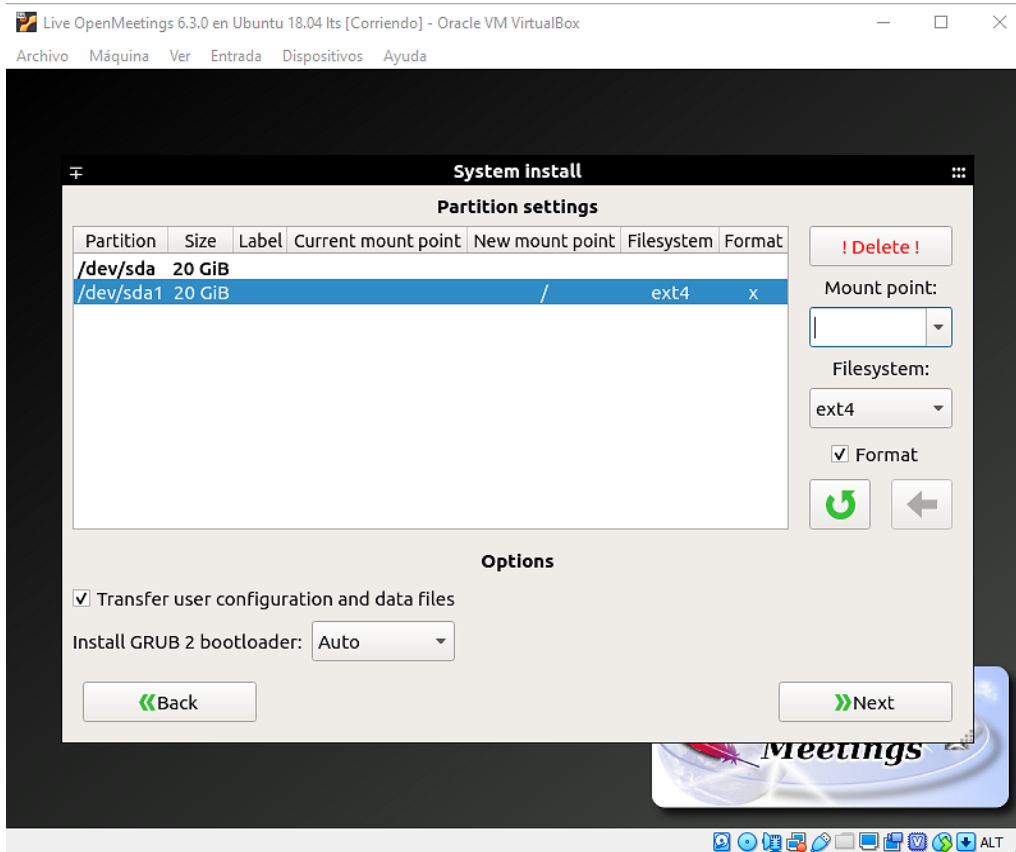 Live OpenMeetings 6.3.0 en Ubuntu 18.04 lts [Corriendo] - Oracle VM VirtualBox
Archivo Máquina Ver Entrada Dispositivos Ayuda
System install
Partition settings
Partition Size Label Current mount point New mount point Filesystem Format
/dev/sda 20 GiB
/dev/sda1 20 GiB / ext4 x
! Delete !
Mount point:
Filesystem:
ext4
Format
Options
Transfer user configuration and data files
Install GRUB 2 bootloader: Auto
Back
Next
Meetings
ALT